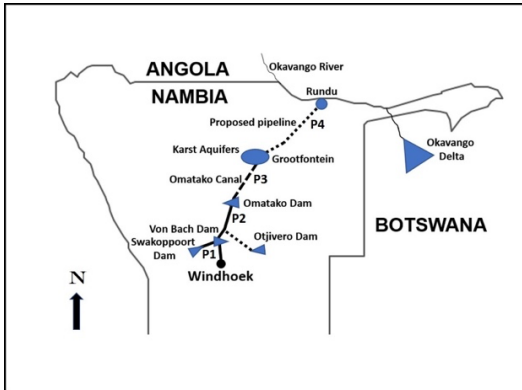 Okavango River
ANGOLA
NAMBIA
Rundu
Proposed pipeline
P4
Karst Aquifers
Grootfontein
Okavango
Delta
Omatako Canal
P3
Omatako Dam
P2
BOTSWANA
Von Bach Dam
Swakoppoort
Dam
P1
Otjivero Dam
Windhoek
N